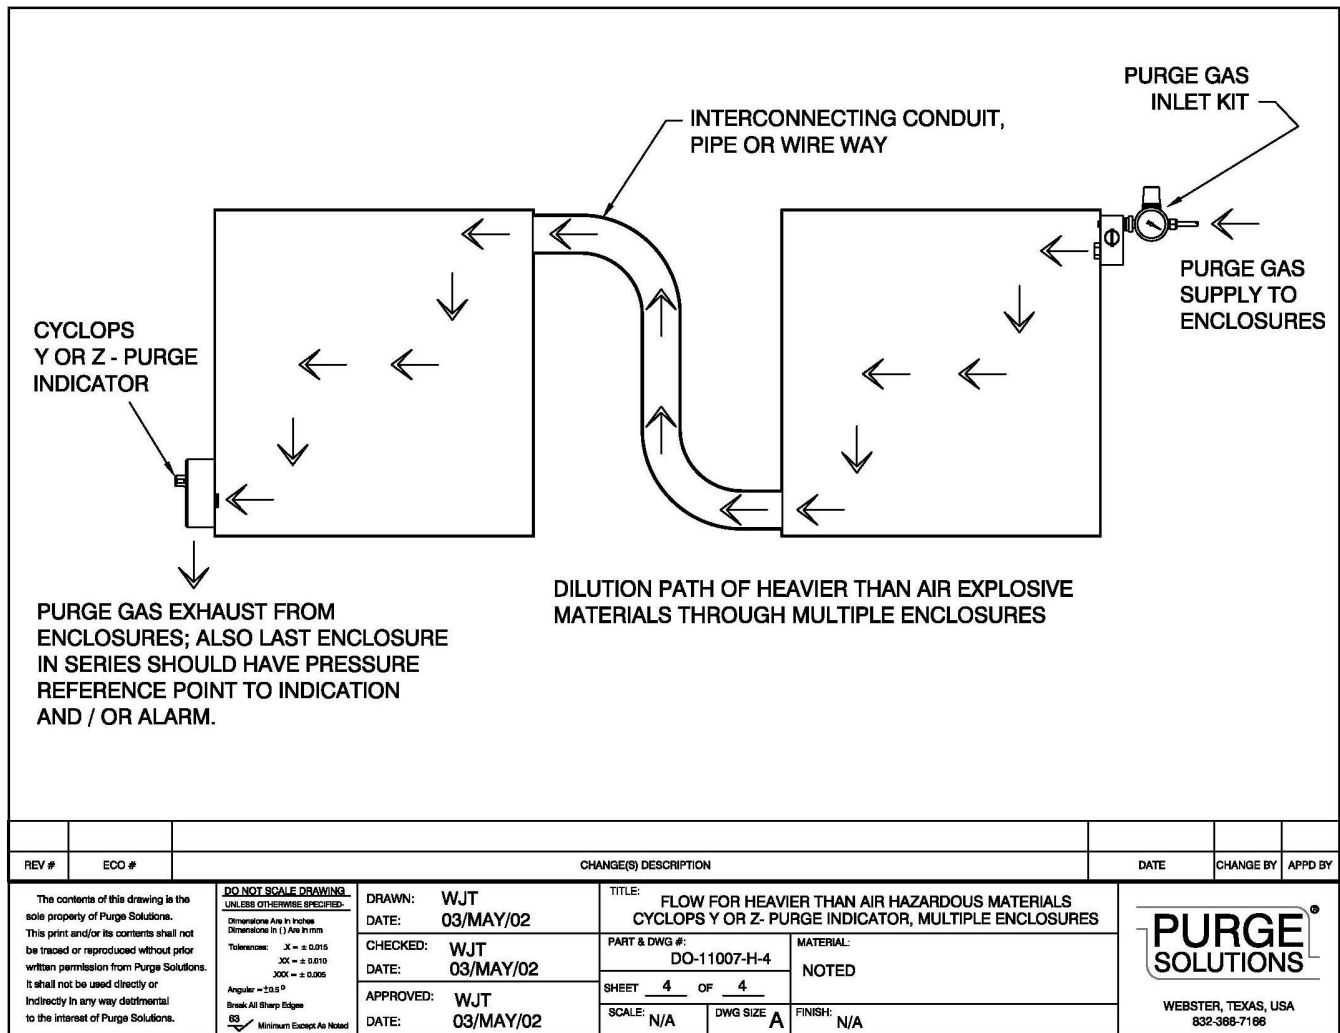 PURGE GAS
INLET KIT
INTERCONNECTING CONDUIT,
PIPE OR WIRE WAY
PURGE GAS
SUPPLY TO
ENCLOSURES
CYCLOPS
Y OR Z - PURGE
INDICATOR
DILUTION PATH OF HEAVIER THAN AIR EXPLOSIVE
MATERIALS THROUGH MULTIPLE ENCLOSURES
PURGE GAS EXHAUST FROM
ENCLOSURES; ALSO LAST ENCLOSURE
IN SERIES SHOULD HAVE PRESSURE
REFERENCE POINT TO INDICATION
AND / OR ALARM.
REV # ECO # CHANGE(S) DESCRIPTION DATE CHANGE BY APPD BY
The contents of this drawing is the
sole property of Purge Solutions.
This print and/or its contents shall not
be traced or reproduced without prior
written permission from Purge Solutions.
It shall not be used directly or
indirectly in any way detrimental
to the interest of Purge Solutions.
DO NOT SCALE DRAWING
UNLESS OTHERWISE SPECIFIED-
Dimensions Are In Inches
Dimensions in ( ) Are in mm
Tolerances: .X = ± 0.015
.XX = ± 0.010
.XXX = ± 0.005
Angular = ±0.5°
Break All Sharp Edges
63 Minimum Except As Noted
DRAWN: WJT
DATE: 03/MAY/02
CHECKED: WJT
DATE: 03/MAY/02
APPROVED: WJT
DATE: 03/MAY/02
TITLE: FLOW FOR HEAVIER THAN AIR HAZARDOUS MATERIALS
CYCLOPS Y OR Z- PURGE INDICATOR, MULTIPLE ENCLOSURES
PART & DWG #:
DO-11007-H-4
MATERIAL:
NOTED
SHEET 4 OF 4
SCALE: N/A
DWG SIZE A
FINISH: N/A
PURGE®
SOLUTIONS
WEBSTER, TEXAS, USA
832-368-7166